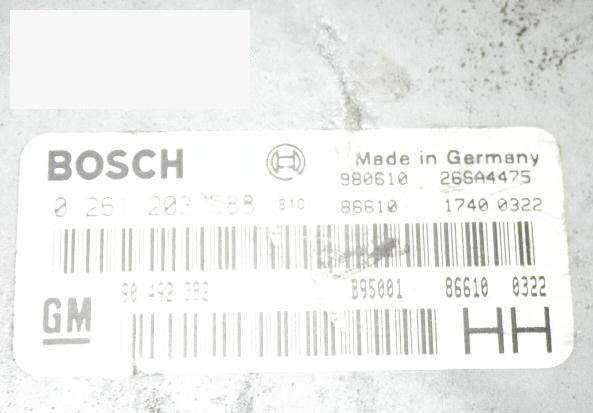 BOSCH Made in Germany
980610 26SA4475
0 261 203 588 810 86610 1740 0322
90 492 392 B95001 86610 0322
GM HH